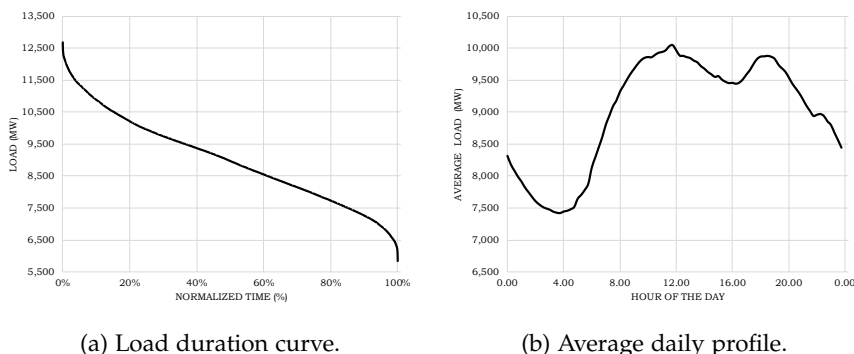 13,500
12,500
11,500
10,500
9,500
8,500
7,500
6,500
5,500
LOAD (MW)
0% 20% 40% 60% 80% 100%
NORMALIZED TIME (%)
(a) Load duration curve.
10,500
10,000
9,500
9,000
8,500
8,000
7,500
7,000
6,500
AVERAGE LOAD (MW)
0.00 4.00 8.00 12.00 16.00 20.00 0.00
HOUR OF THE DAY
(b) Average daily profile.